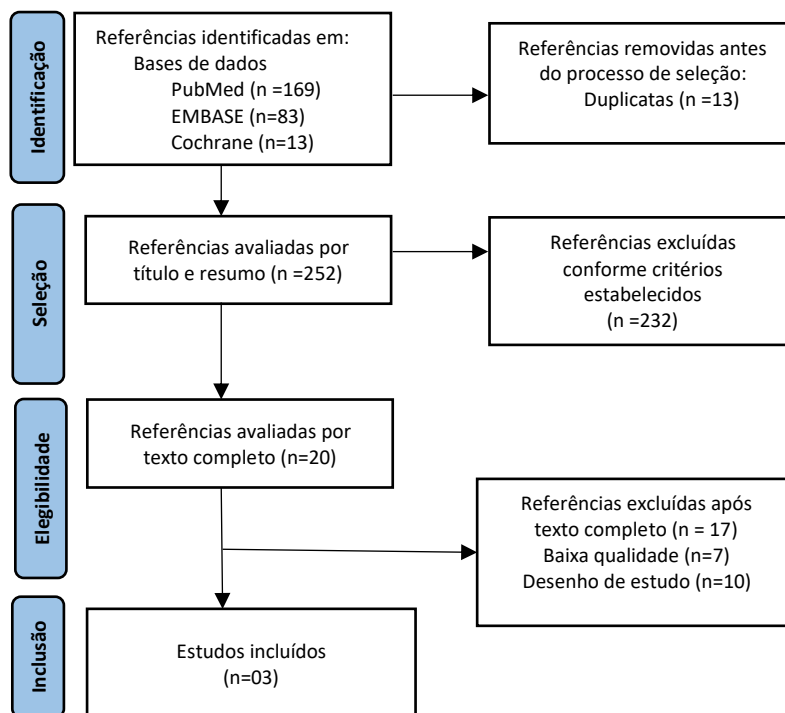 Identificação
Referências identificadas em:
Bases de dados
PubMed (n =169)
EMBASE (n=83)
Cochrane (n=13)
Referências removidas antes
do processo de seleção:
Duplicatas (n =13)
Seleção
Referências avaliadas por
título e resumo (n =252)
Referências excluídas
conforme critérios
estabelecidos
(n =232)
Elegibilidade
Referências avaliadas por
texto completo (n=20)
Referências excluídas após
texto completo (n = 17)
Baixa qualidade (n=7)
Desenho de estudo (n=10)
Inclusão
Estudos incluídos
(n=03)